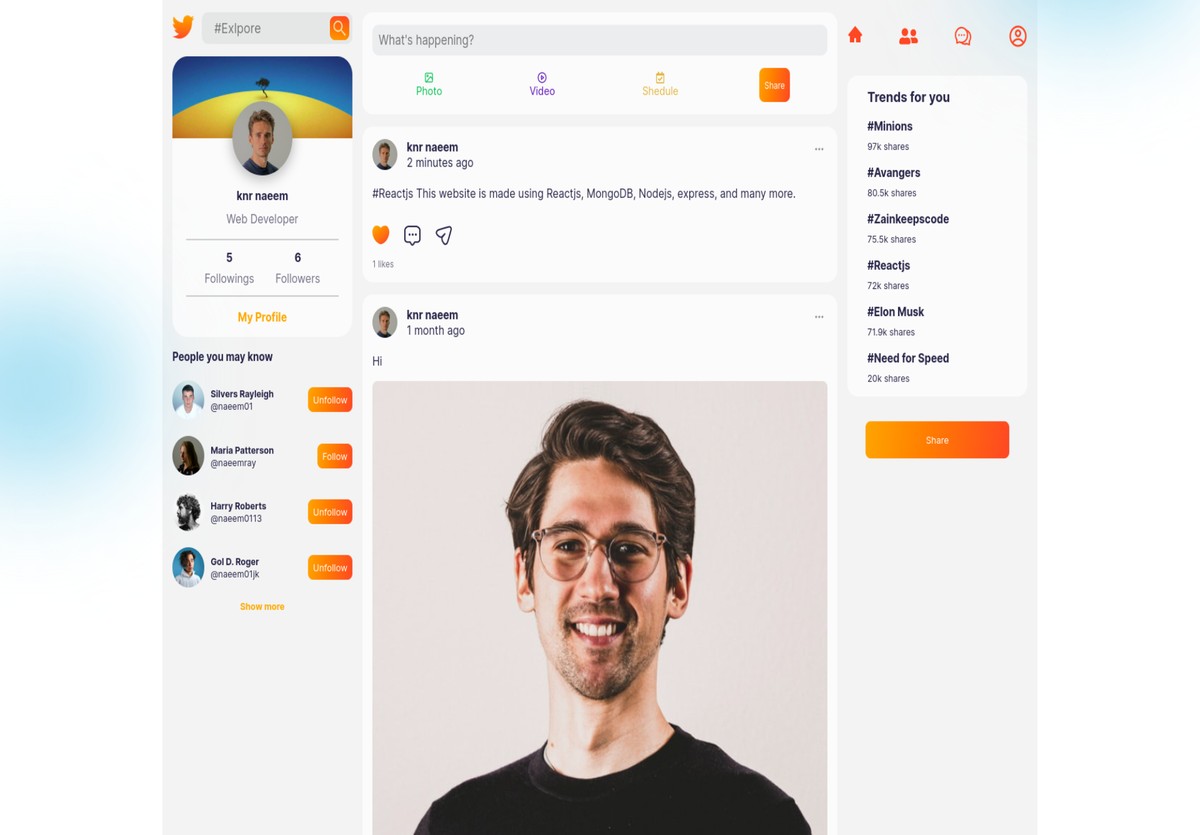 #Exlpore
knr naeem
Web Developer
5
6
Followings
Followers
My Profile
People you may know
Silvers Rayleigh
@naeem01
Unfollow
Maria Patterson
@naeemray
Follow
Harry Roberts
@naeem0113
Unfollow
Gol D. Roger
@naeem01jk
Unfollow
Show more
What's happening?
Photo
Video
Shedule
Share
knr naeem
2 minutes ago
#Reactjs This website is made using Reactjs, MongoDB, Nodejs, express, and many more.
1 likes
knr naeem
1 month ago
Hi
Trends for you
#Minions
97k shares
#Avangers
80.5k shares
#Zainkeepscode
75.5k shares
#Reactjs
72k shares
#Elon Musk
71.9k shares
#Need for Speed
20k shares
Share